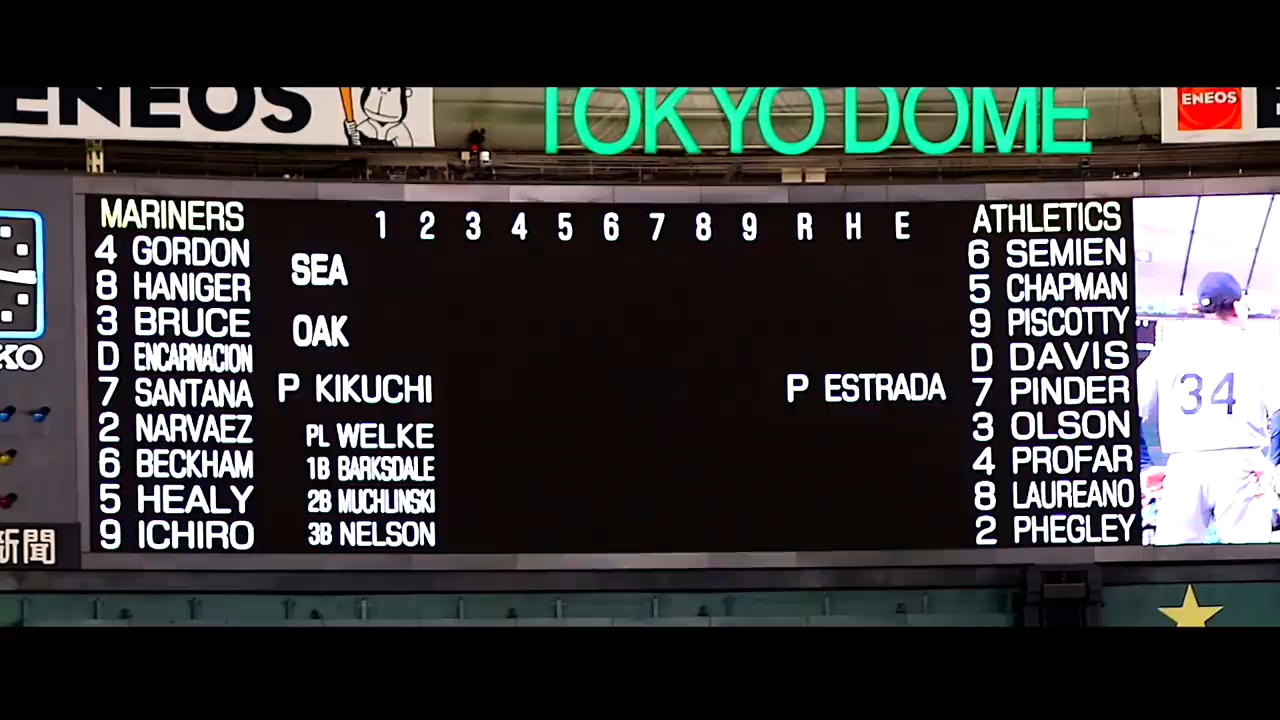 ENEOS
TOKYO DOME
ENEOS
MARINERS
4 GORDON
8 HANIGER
3 BRUCE
D ENCARNACION
7 SANTANA
2 NARVAEZ
6 BECKHAM
5 HEALY
9 ICHIRO
1 2 3 4 5 6 7 8 9 R H E
SEA
OAK
P KIKUCHI
PL WELKE
1B BARKSDALE
2B MUCHLINSKI
3B NELSON
P ESTRADA
ATHLETICS
6 SEMIEN
5 CHAPMAN
9 PISCOTTY
D DAVIS
7 PINDER
3 OLSON
4 PROFAR
8 LAUREANO
2 PHEGLEY
34
KO
新聞